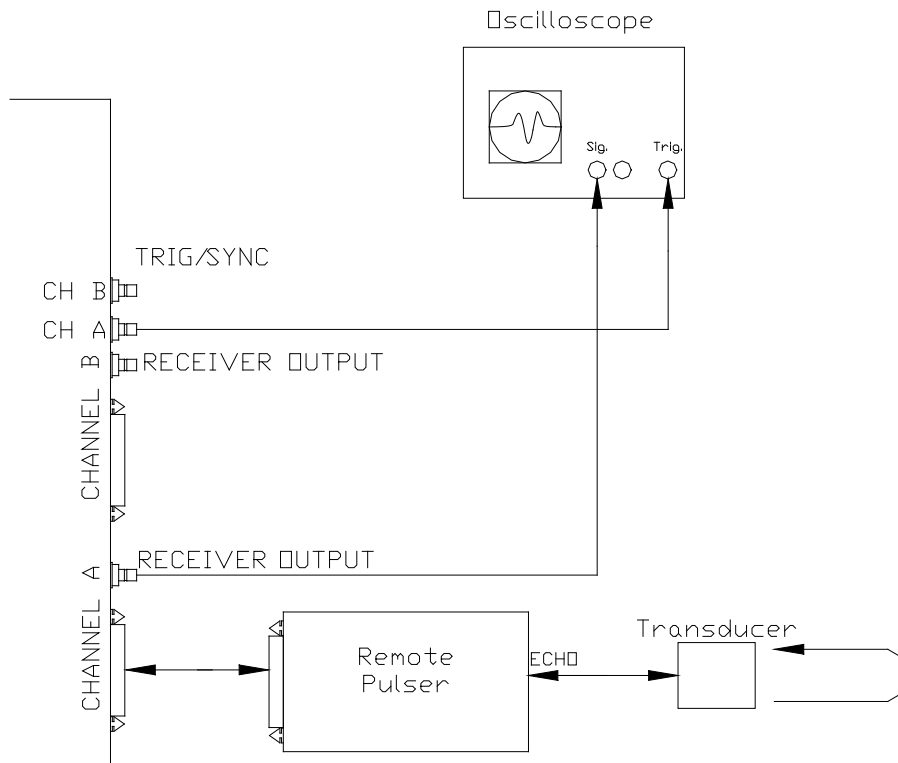 Oscilloscope
Sig.
Trig.
TRIG/SYNC
CH B
CH A
B
RECEIVER OUTPUT
CHANNEL
RECEIVER OUTPUT
A
CHANNEL
Remote
Pulser
ECHO
Transducer